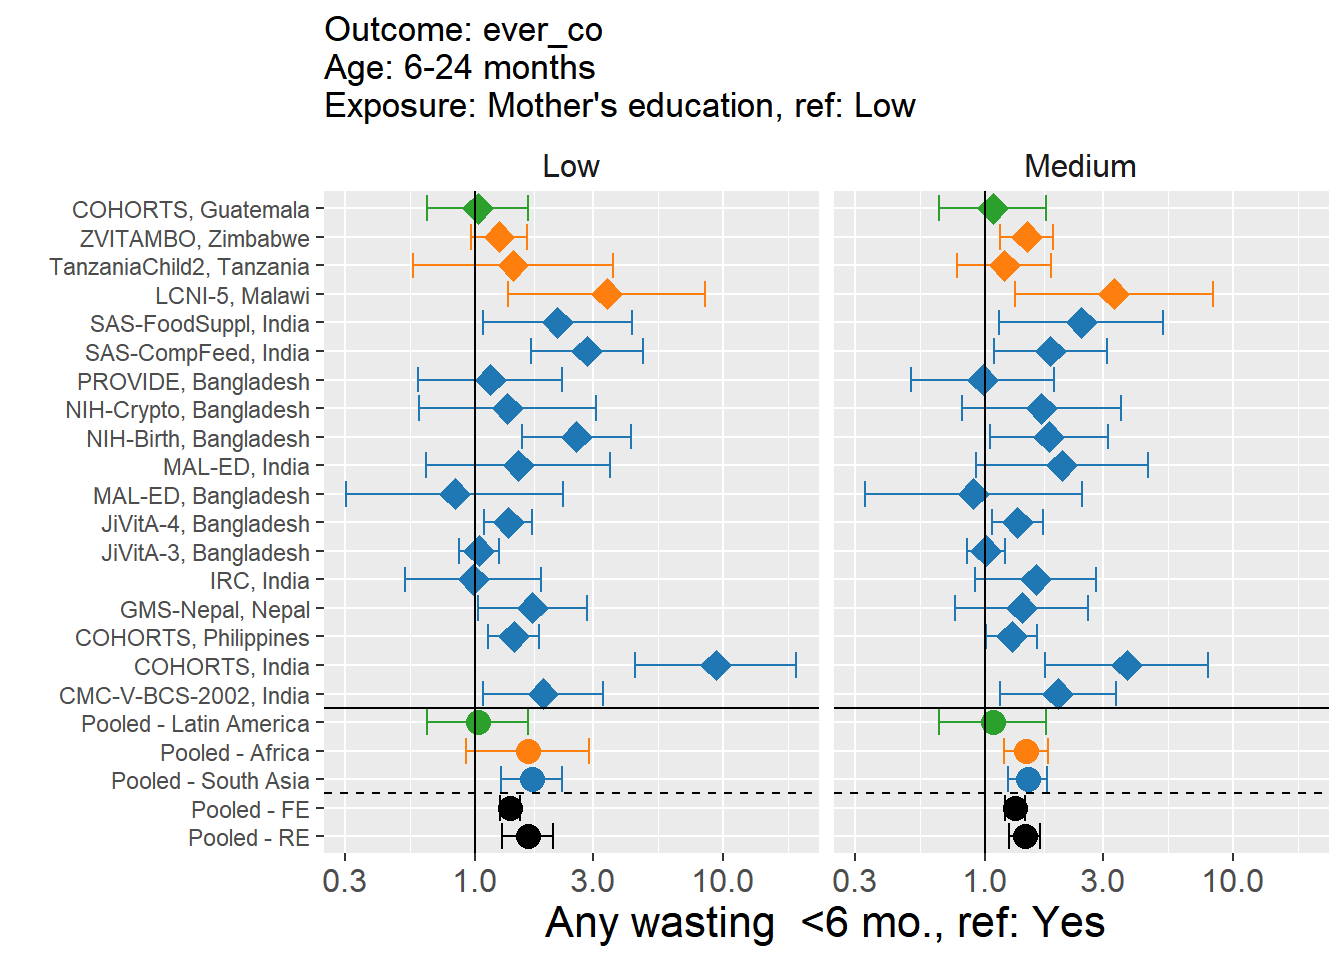 Outcome: ever_co
Age: 6-24 months
Exposure: Mother's education, ref: Low
Low
Medium
COHORTS, Guatemala
ZVITAMBO, Zimbabwe
TanzaniaChild2, Tanzania
LCNI-5, Malawi
SAS-FoodSuppl, India
SAS-CompFeed, India
PROVIDE, Bangladesh
NIH-Crypto, Bangladesh
NIH-Birth, Bangladesh
MAL-ED, India
MAL-ED, Bangladesh
JiVitA-4, Bangladesh
JiVitA-3, Bangladesh
IRC, India
GMS-Nepal, Nepal
COHORTS, Philippines
COHORTS, India
CMC-V-BCS-2002, India
Pooled - Latin America
Pooled - Africa
Pooled - South Asia
Pooled - FE
Pooled - RE
0.3 1.0 3.0 10.0 0.3 1.0 3.0 10.0
Any wasting  <6 mo., ref: Yes